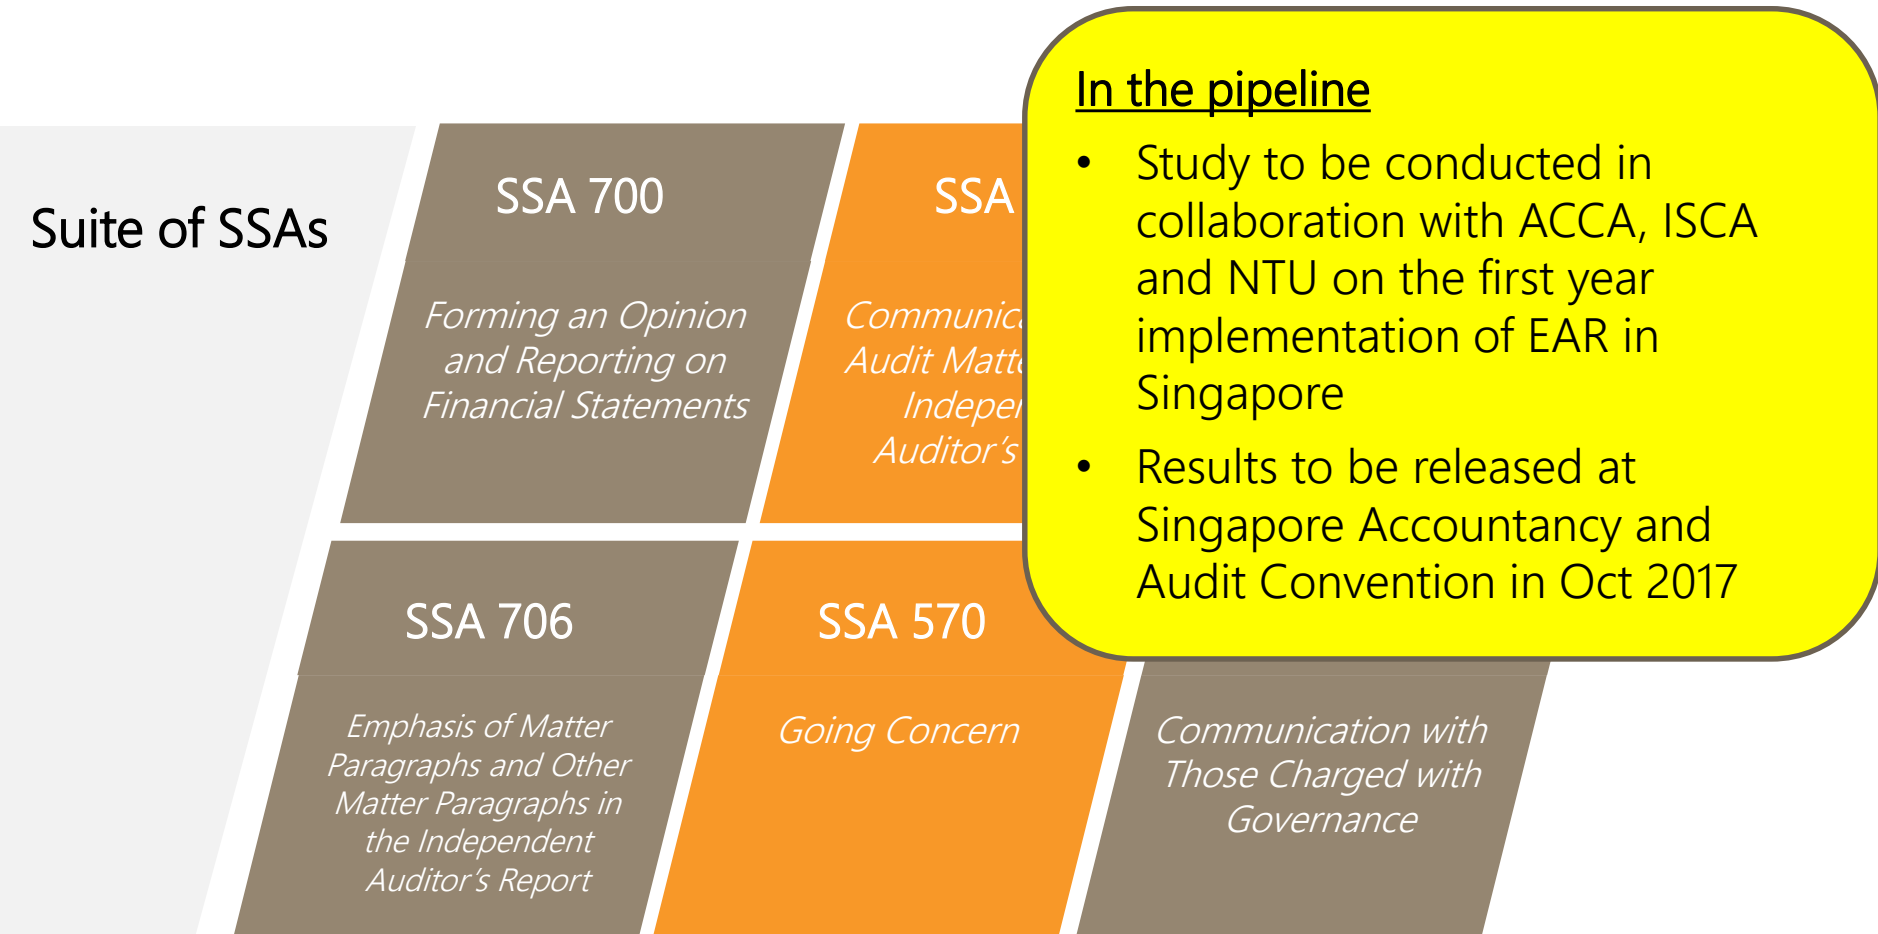 Suite of SSAs
SSA 700
Forming an Opinion
and Reporting on
Financial Statements
SSA
Audit
Auditor's
In the pipeline
• Study to be conducted in
collaboration with ACCA, ISCA
and NTU on the first year
implementation of EAR in
Singapore
• Results to be released at
Singapore Accountancy and
Audit Convention in Oct 2017
SSA 706
Emphasis of Matter
Paragraphs and Other
Matter Paragraphs in
the Independent
Auditor's Report
SSA 570
Going Concern
Communication with
Those Charged with
Governance